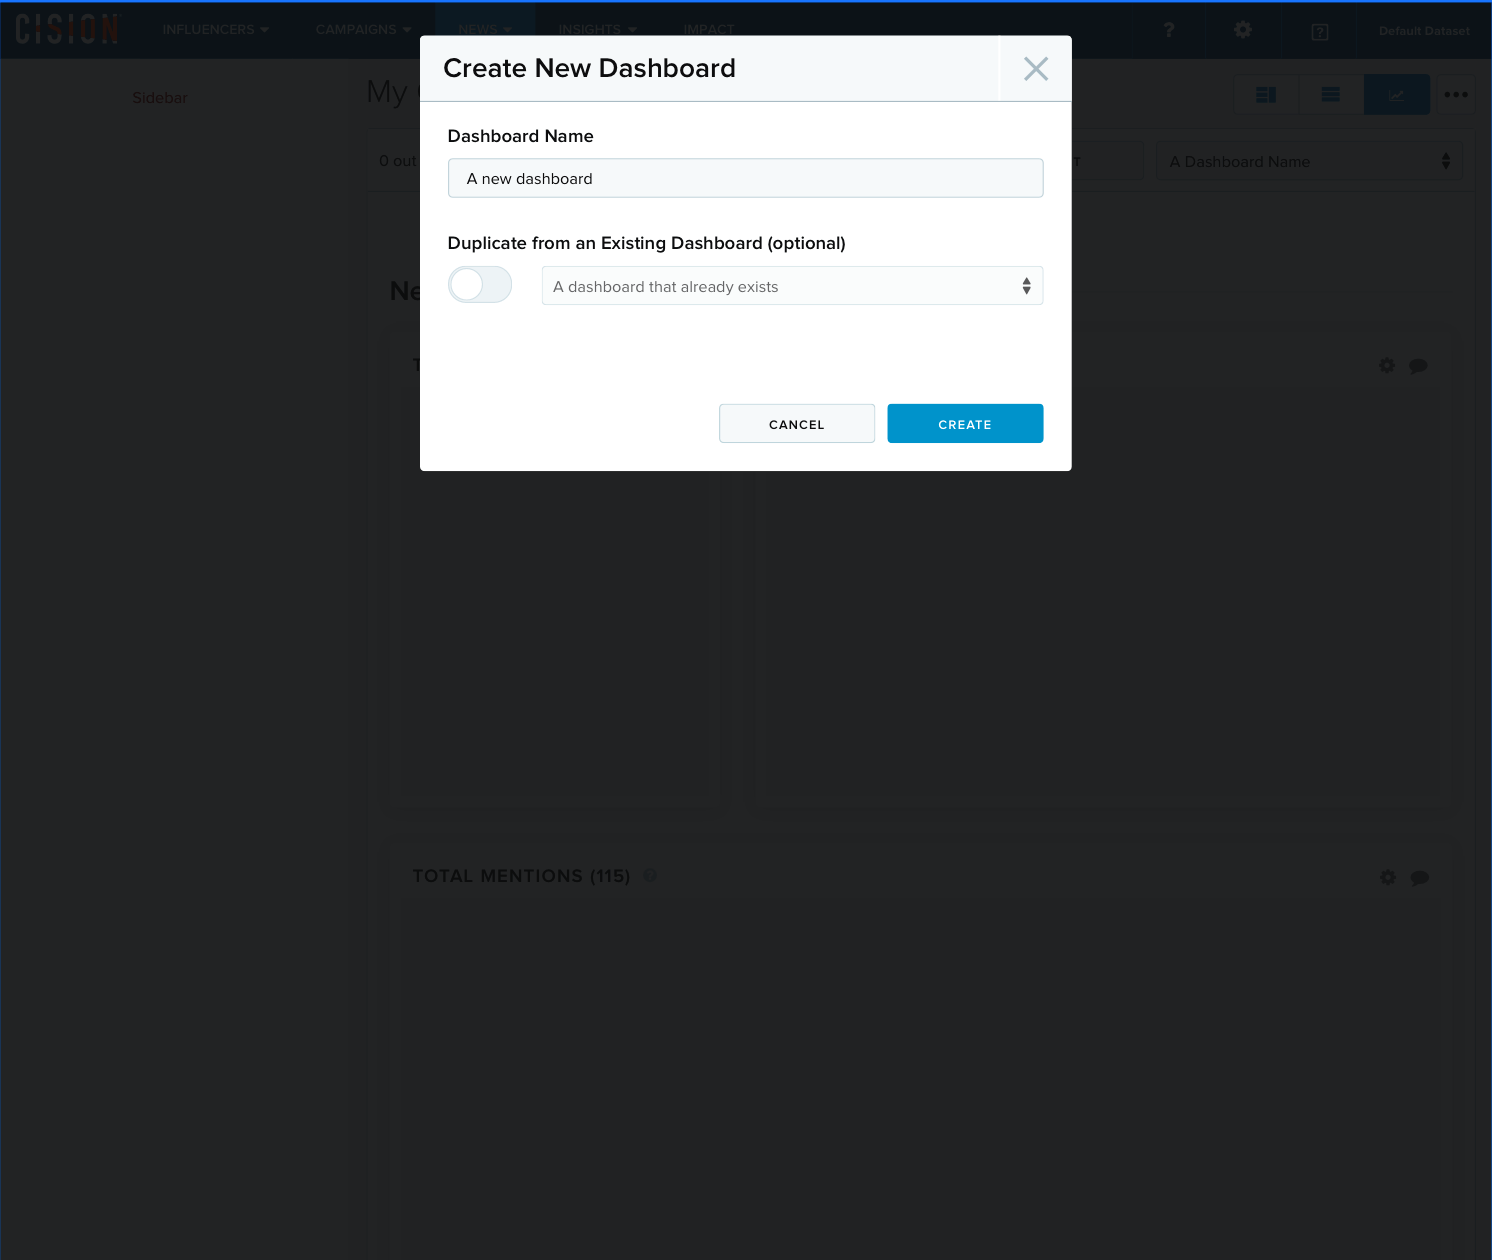 CISION
INFLUENCERS
CAMPAIGNS
NEWS
INSIGHTS
IMPACT
?
?
Default Dataset
Create New Dashboard
Sidebar
My
Dashboard Name
0 out
A Dashboard Name
A new dashboard
Duplicate from an Existing Dashboard (optional)
A dashboard that already exists
Ne
T
CANCEL
CREATE
TOTAL MENTIONS (115)
?